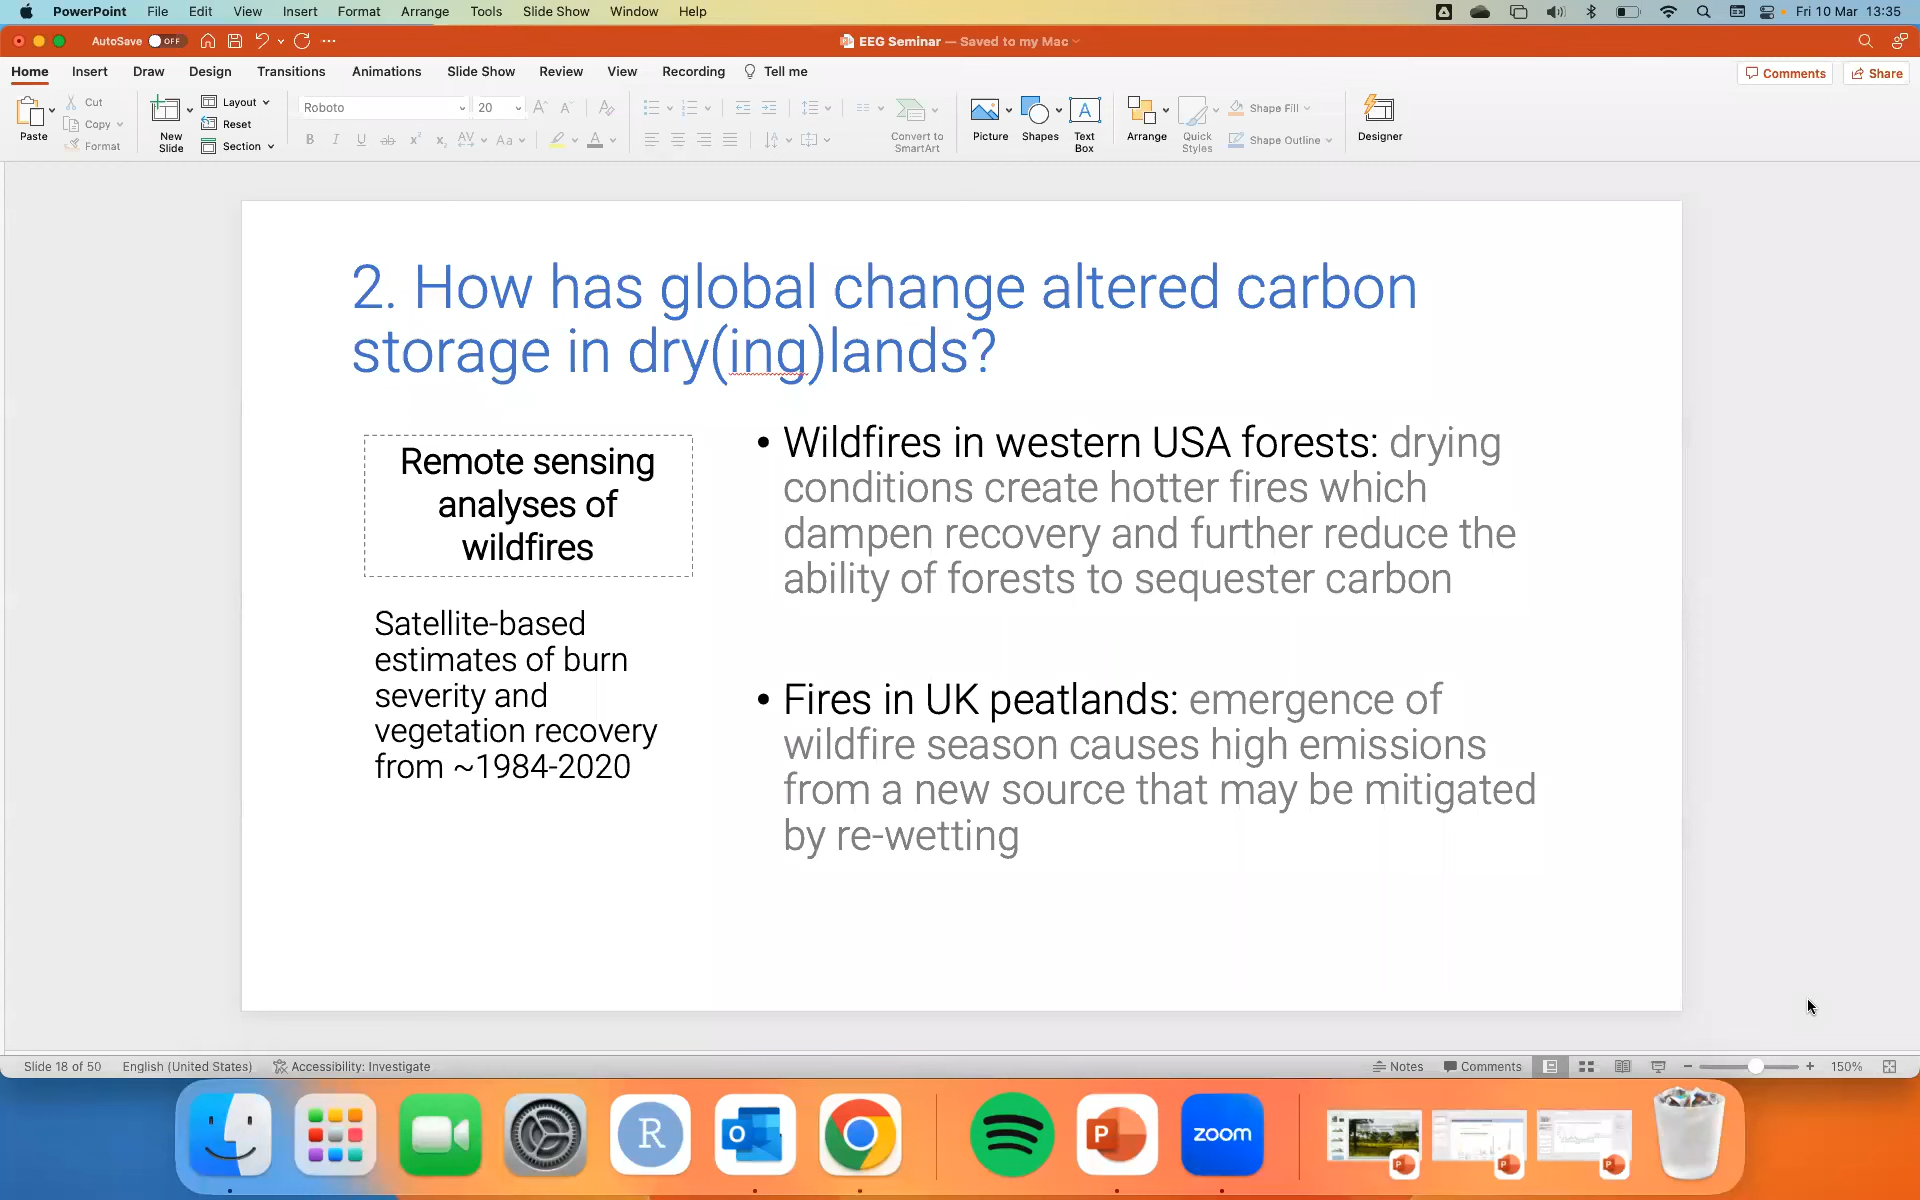 PowerPoint File Edit View Insert Format Arrange Tools Slide Show Window Help Fri 10 Mar 13:35
AutoSave OFF EEG Seminar — Saved to my Mac
Home Insert Draw Design Transitions Animations Slide Show Review View Recording Tell me Comments Share
Paste Cut Copy Format
New Slide Layout Reset Section
Roboto 20
B I U ab x² x₂ AV Aa A
Convert to SmartArt
Picture Shapes Text Box
Arrange Quick Styles Shape Fill Shape Outline
Designer
2. How has global change altered carbon
storage in dry(ing)lands?
Remote sensing
analyses of
wildfires
Satellite-based
estimates of burn
severity and
vegetation recovery
from ~1984-2020
• Wildfires in western USA forests: drying
conditions create hotter fires which
dampen recovery and further reduce the
ability of forests to sequester carbon
• Fires in UK peatlands: emergence of
wildfire season causes high emissions
from a new source that may be mitigated
by re-wetting
Slide 18 of 50 English (United States) Accessibility: Investigate Notes Comments 150%
R O P zoom